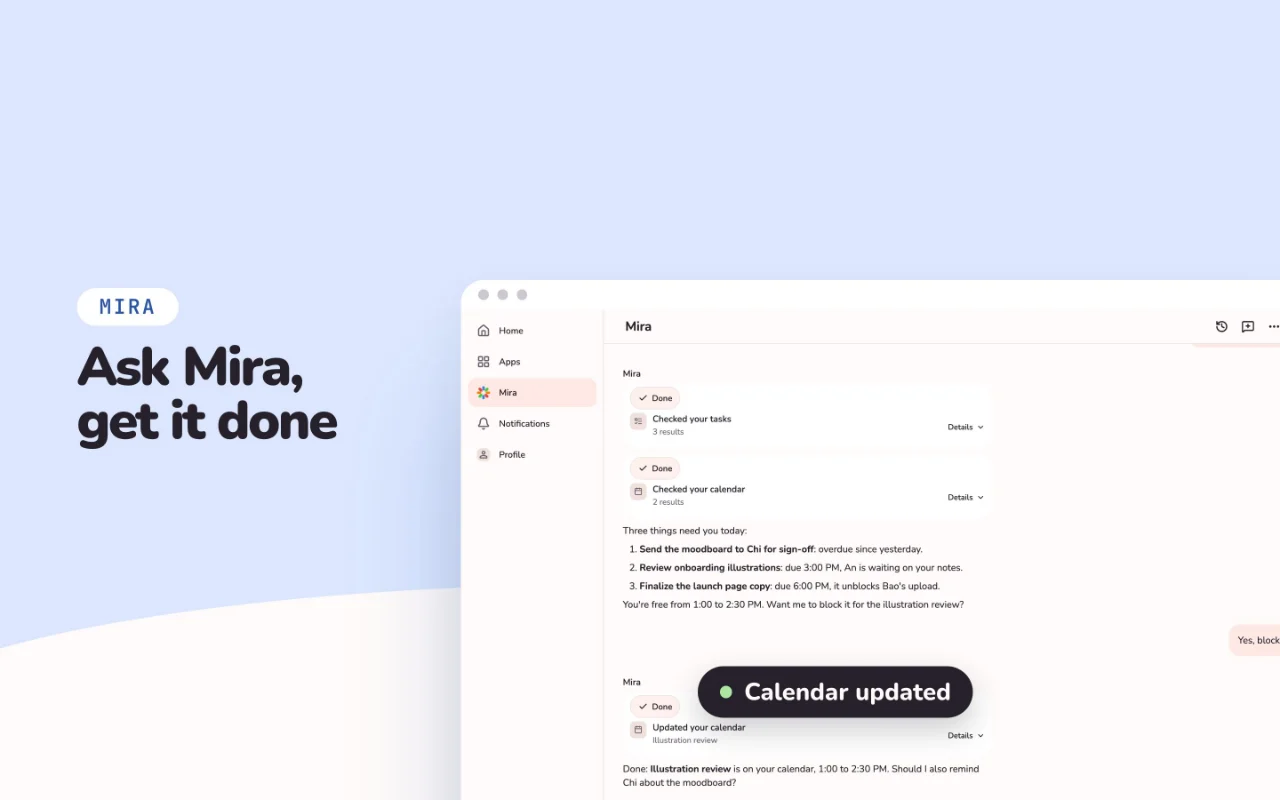 MIRA
Ask Mira,
get it done
Home
Apps
Mira
Notifications
Profile
Mira
Mira
Done
Checked your tasks
3 results
Details
Done
Checked your calendar
2 results
Details
Three things need you today:
1. Send the moodboard to Chi for sign-off: overdue since yesterday.
2. Review onboarding illustrations: due 3:00 PM, An is waiting on your notes.
3. Finalize the launch page copy: due 6:00 PM, it unblocks Bao's upload.
You're free from 1:00 to 2:30 PM. Want me to block it for the illustration review?
Yes, block
Mira
Calendar updated
Done
Updated your calendar
Illustration review
Details
Done: Illustration review is on your calendar, 1:00 to 2:30 PM. Should I also remind
Chi about the moodboard?